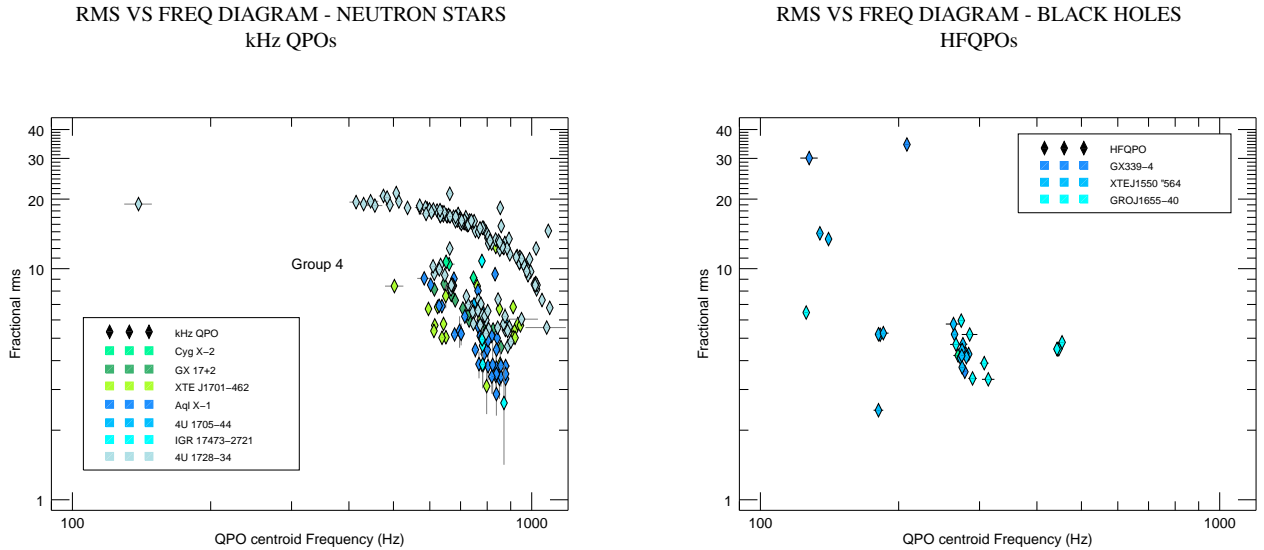 RMS VS FREQ DIAGRAM - NEUTRON STARS
kHz QPOs
40
30
20
10
1
Fractional rms
Group 4
kHz QPO
Cyg X−2
GX 17+2
XTE J1701−462
Aql X−1
4U 1705−44
IGR 17473−2721
4U 1728−34
100
1000
QPO centroid Frequency (Hz)
RMS VS FREQ DIAGRAM - BLACK HOLES
HFQPOs
40
30
20
10
1
Fractional rms
HFQPO
GX339−4
XTEJ1550 "564
GROJ1655−40
100
1000
QPO centroid Frequency (Hz)